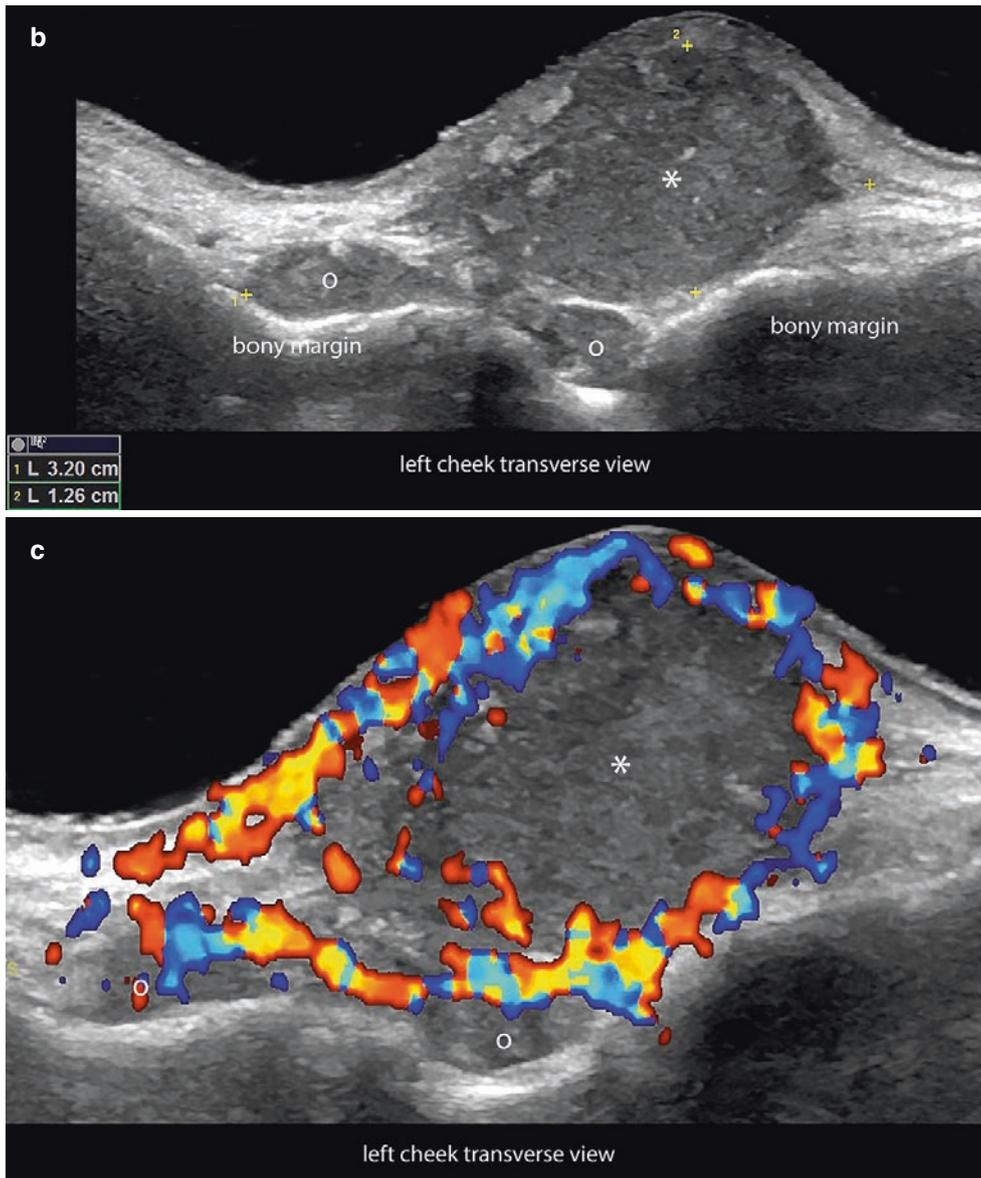 b
2
*
o
1
o
bony margin
bony margin
1 L 3.20 cm
2 L 1.26 cm
left cheek transverse view
c
*
o
o
left cheek transverse view